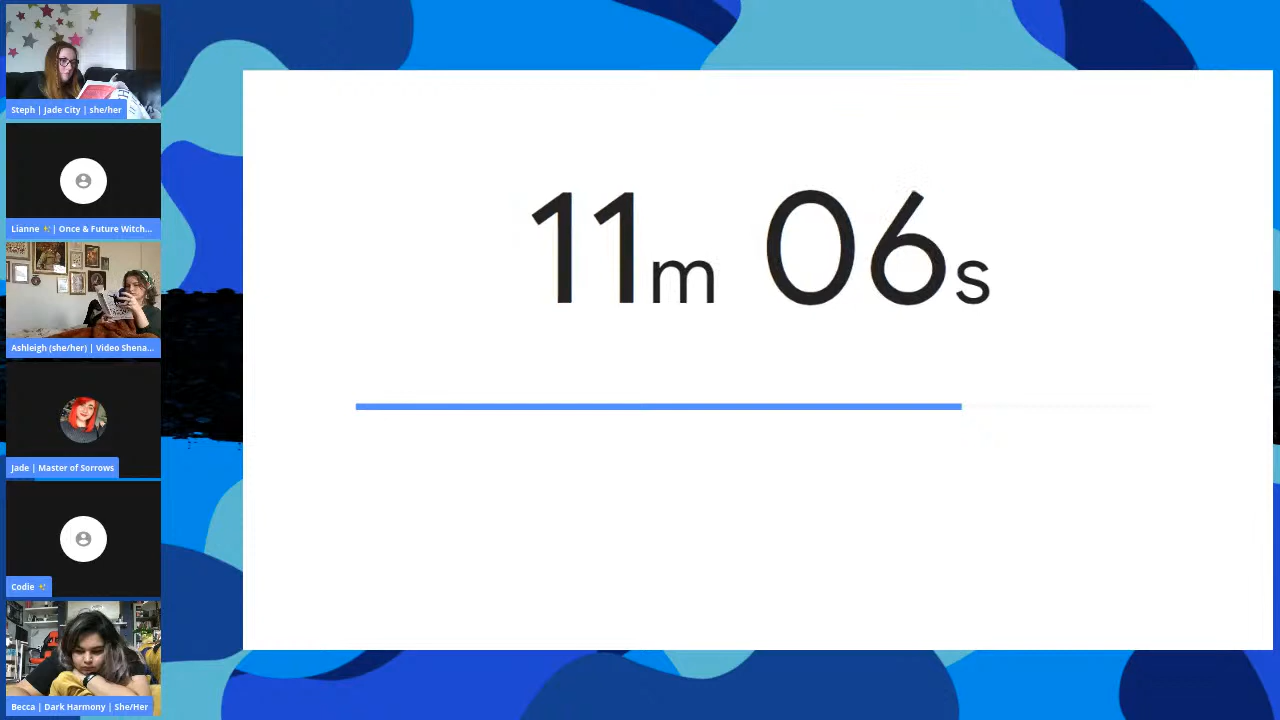 Steph | Jade City | she/her
Lianne ✨ | Once & Future Witch...
Ashleigh (she/her) | Video Shena...
Jade | Master of Sorrows
Codie ✨
Becca | Dark Harmony | She/Her
11m 06s